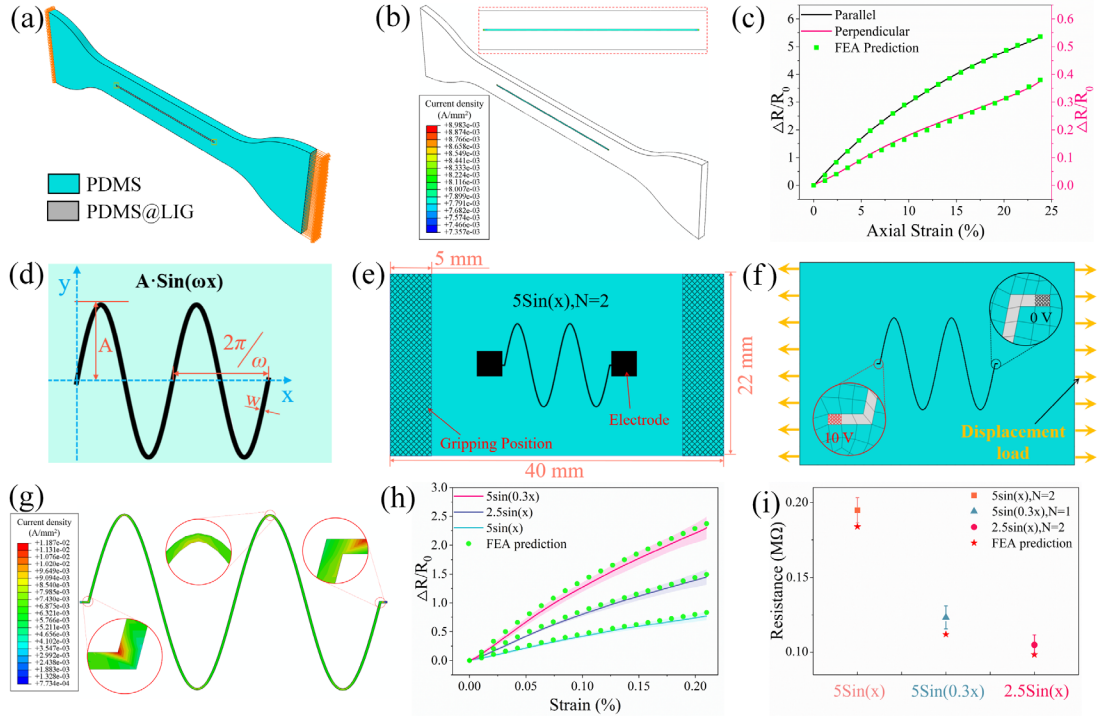 (a)
PDMS
PDMS@LIG
(b)
Current density
(A/mm²)
+8.983e-03
+8.874e-03
+8.766e-03
+8.658e-03
+8.549e-03
+8.441e-03
+8.333e-03
+8.224e-03
+8.116e-03
+8.007e-03
+7.899e-03
+7.791e-03
+7.682e-03
+7.574e-03
+7.466e-03
+7.357e-03
(c)
Parallel
Perpendicular
FEA Prediction
ΔR/R₀
6
5
4
3
2
1
0
0.6
0.5
0.4
0.3
0.2
0.1
0.0
ΔR/R₀
0 5 10 15 20 25
Axial Strain (%)
(d)
A·Sin(ωx)
y
A
2π/ω
w
x
(e)
5 mm
5Sin(x),N=2
22 mm
Electrode
Gripping Position
40 mm
(f)
0 V
10 V
Displacement
load
(g)
Current density
(A/mm²)
+1.187e-02
+1.131e-02
+1.076e-02
+1.020e-02
+9.649e-03
+9.094e-03
+8.540e-03
+7.985e-03
+7.430e-03
+6.875e-03
+6.321e-03
+5.766e-03
+5.211e-03
+4.656e-03
+4.102e-03
+3.547e-03
+2.992e-03
+2.438e-03
+1.883e-03
+1.328e-03
+7.734e-04
(h)
5sin(0.3x)
2.5sin(x)
5sin(x)
FEA prediction
ΔR/R₀
3.0
2.5
2.0
1.5
1.0
0.5
0.0
0.00 0.05 0.10 0.15 0.20
Strain (%)
(i)
5sin(x),N=2
5sin(0.3x),N=1
2.5sin(x),N=2
FEA prediction
Resistance (MΩ)
0.20
0.15
0.10
5Sin(x) 5Sin(0.3x) 2.5Sin(x)